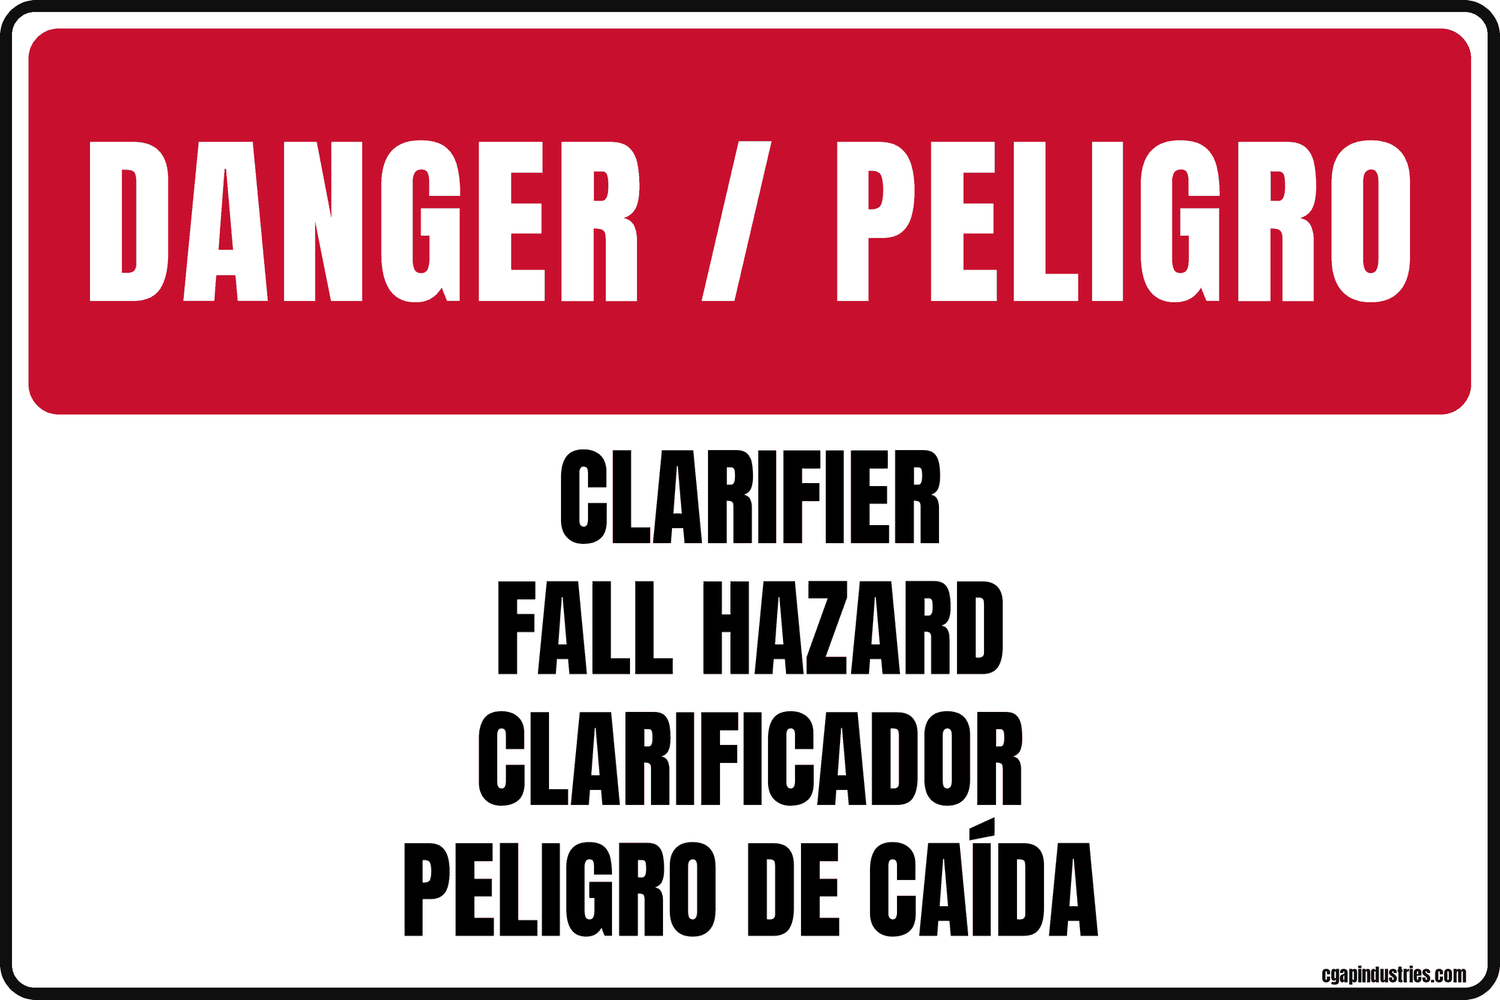 DANGER / PELIGRO
CLARIFIER
FALL HAZARD
CLARIFICADOR
PELIGRO DE CAÍDA
cgapindustries.com